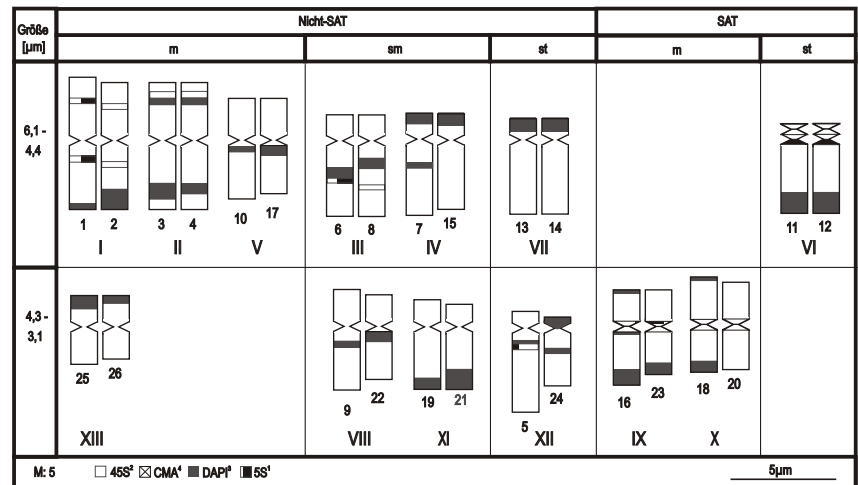 Größe
[µm]
Nicht-SAT
SAT
m
sm
st
m
st
6,1 -
4,4
1 2 3 4 10 17 6 8 7 15 13 14 11 12
I II V III IV VII VI
4,3 -
3,1
25 26 9 22 19 21 5 24 16 23 18 20
XIII VIII XI XII IX X
M: 5 45S² CMA⁴ DAPI³ 5S¹ 5µm